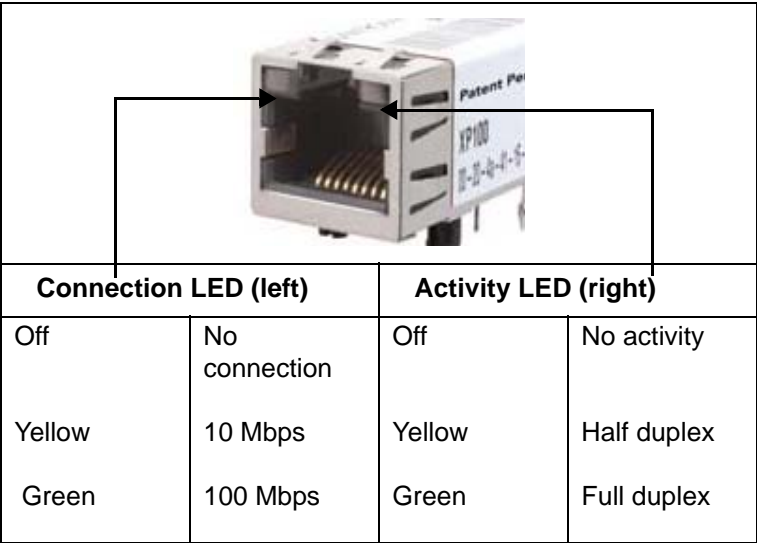 Patent Pe
XP100
Connection LED (left) Activity LED (right)
Off No connection Off No activity
Yellow 10 Mbps Yellow Half duplex
Green 100 Mbps Green Full duplex